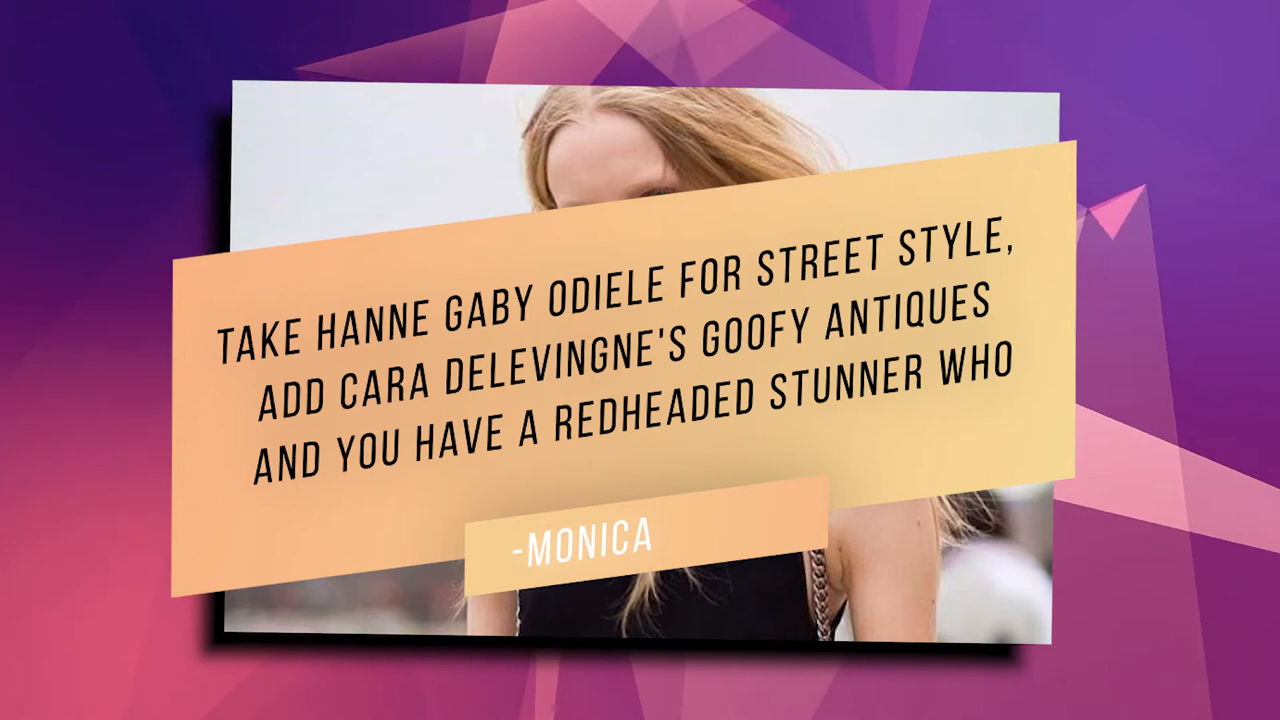 TAKE HANNE GABY ODIELE FOR STREET STYLE,
ADD CARA DELEVINGNE'S GOOFY ANTIQUES
AND YOU HAVE A REDHEADED STUNNER WHO
-MONICA